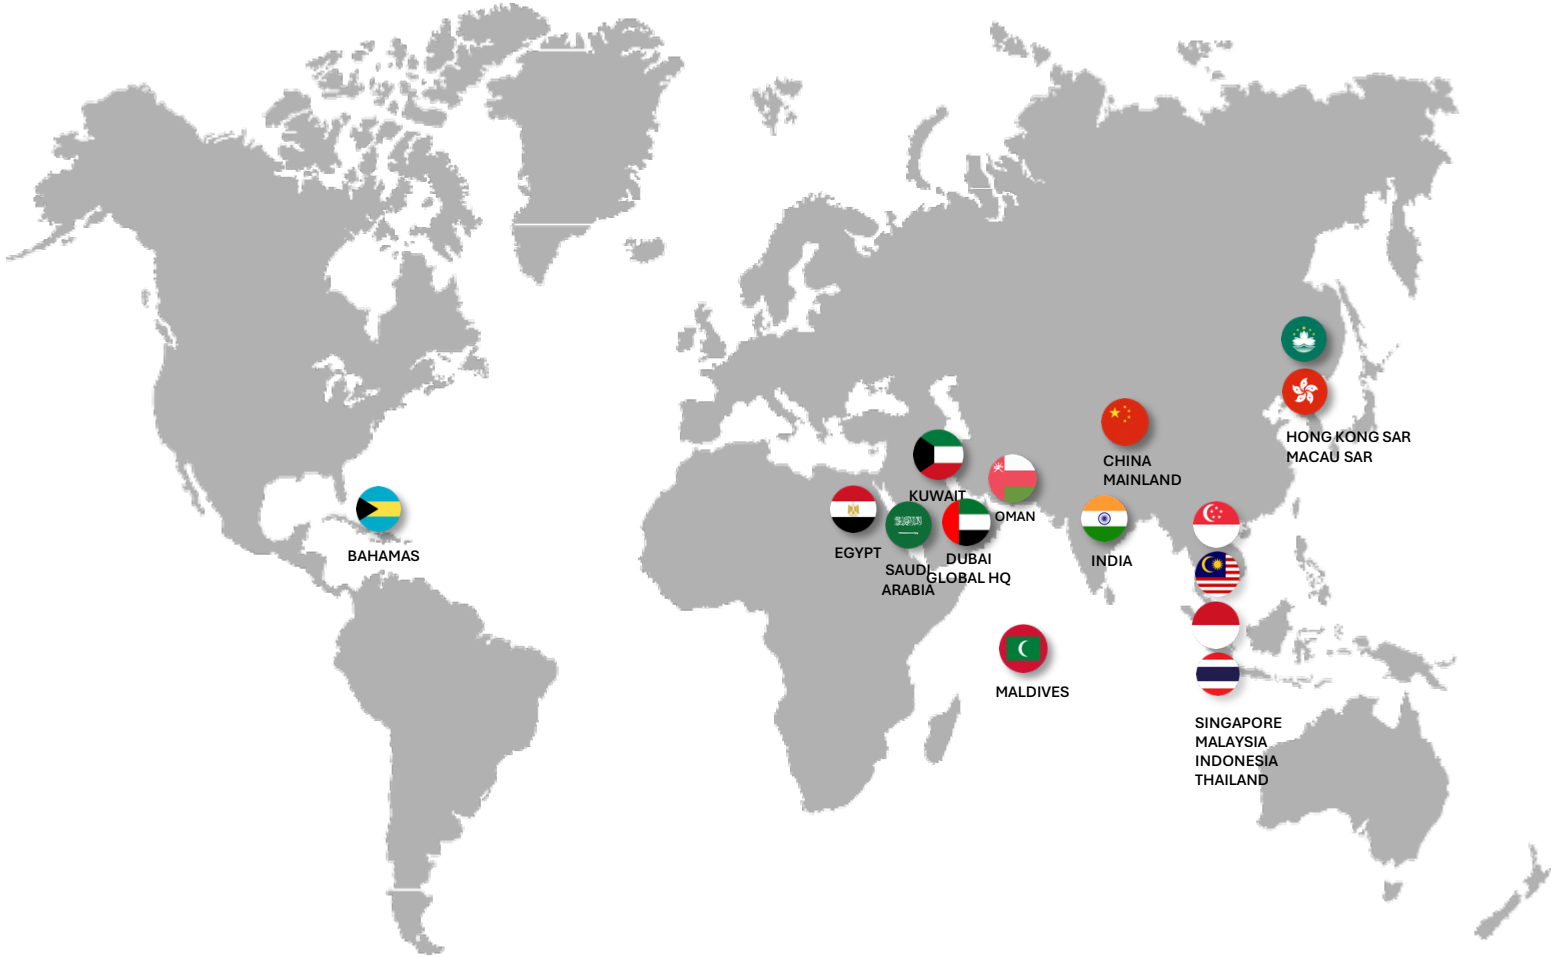 HONG KONG SAR
MACAU SAR
CHINA
MAINLAND
KUWAIT
OMAN
BAHAMAS
EGYPT
SAUDI
ARABIA
DUBAI
GLOBAL HQ
INDIA
MALDIVES
SINGAPORE
MALAYSIA
INDONESIA
THAILAND